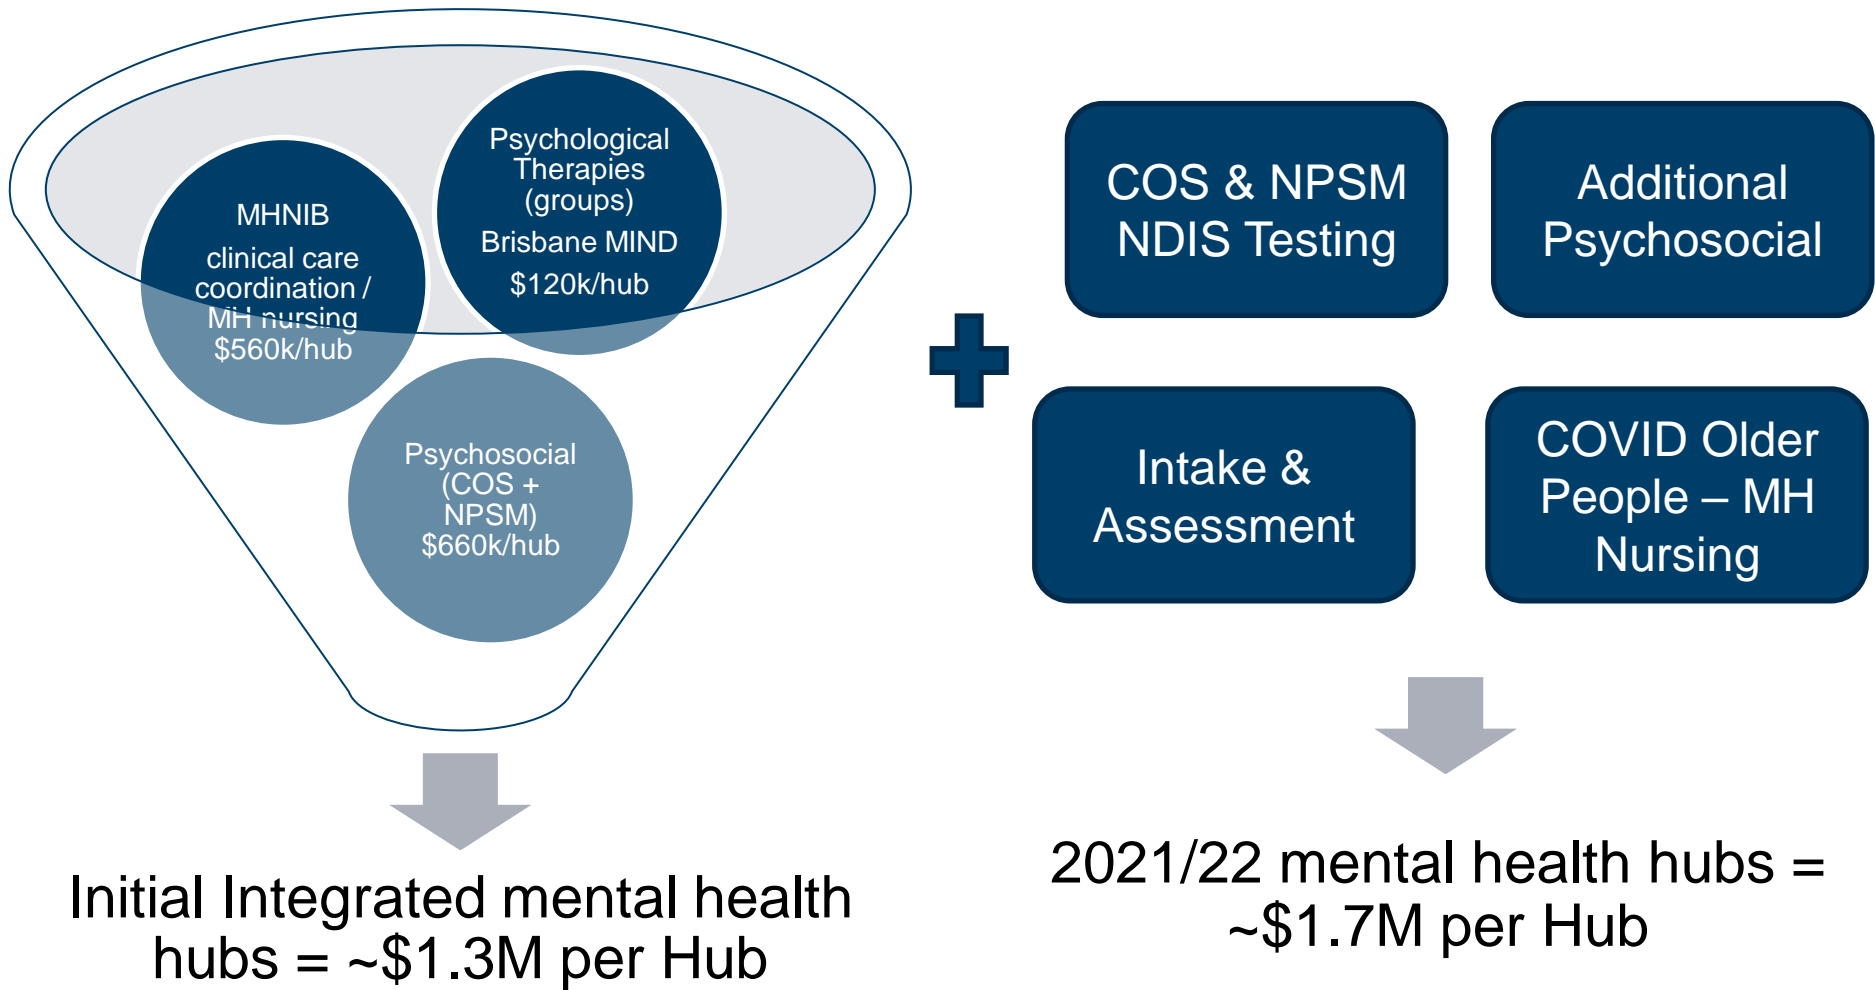 MHNIB
clinical care
coordination /
MH nursing
$560k/hub
Psychological
Therapies
(groups)
Brisbane MIND
$120k/hub
Psychosocial
(COS +
NPSM)
$660k/hub
Initial Integrated mental health
hubs = ~$1.3M per Hub
COS & NPSM
NDIS Testing
Additional
Psychosocial
Intake &
Assessment
COVID Older
People – MH
Nursing
2021/22 mental health hubs =
~$1.7M per Hub